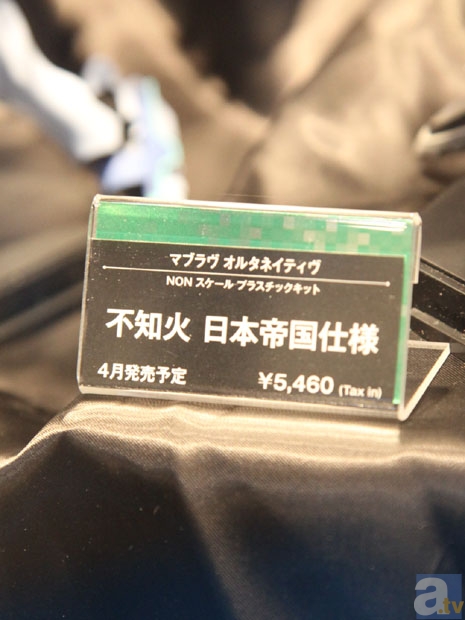 マブラヴ オルタネイティヴ
NON スケール プラスチックキット
不知火 日本帝国仕様
4月発売予定 ¥5,460 (Tax in)
a.tv